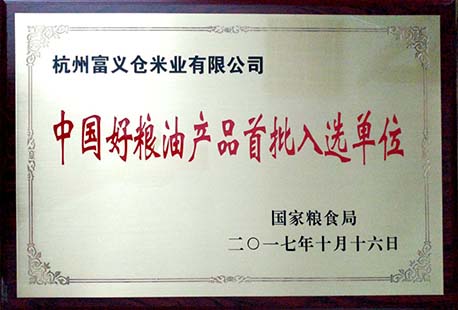 杭州富义仓米业有限公司
中国好粮油产品首批入选单位
国家粮食局
二〇一七年十月十六日